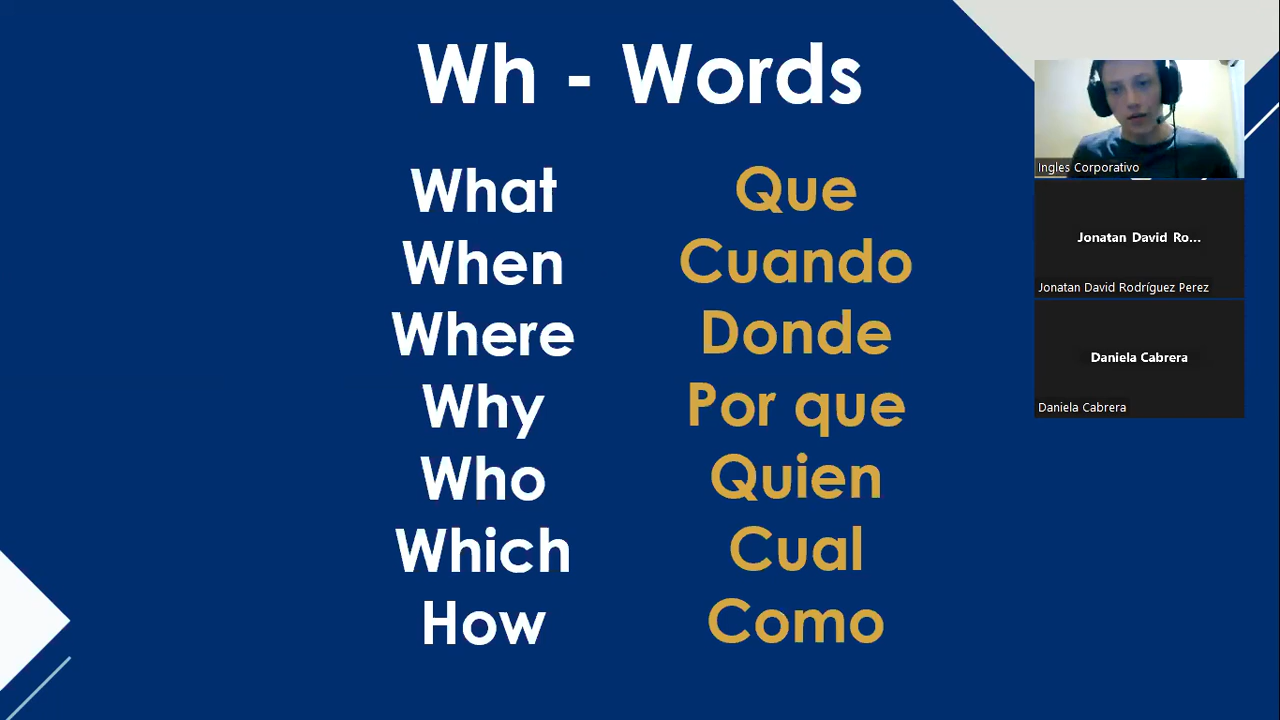 Wh - Words
What Que
When Cuando
Where Donde
Why Por que
Who Quien
Which Cual
How Como
Ingles Corporativo
Jonatan David Ro...
Jonatan David Rodríguez Perez
Daniela Cabrera
Daniela Cabrera